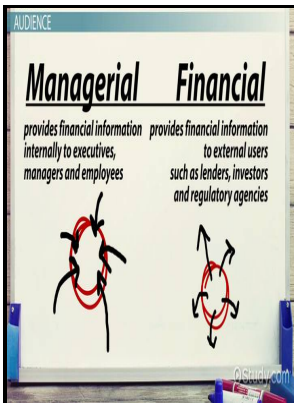 AUDIENCE
Managerial
provides financial information
internally to executives,
managers and employees
Financial
provides financial information
to external users
such as lenders, investors
and regulatory agencies
Study.com